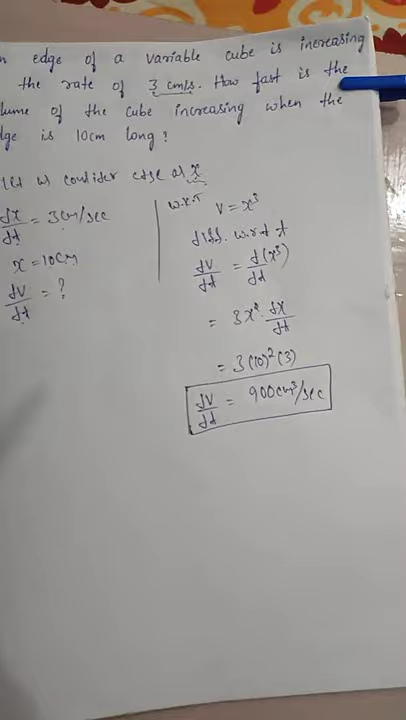 n edge of a variable cube is increasing
the rate of 3 cm/s. How fast is the
lume of the cube increasing when the
dge is 10cm long?
let us consider edge as x
dx/dt = 3cm/sec
x = 10cm
dV/dt = ?
w.k.T V = x³
diff. w.r.t t
dV/dt = d(x³)/dt
= 3x² . dx/dt
= 3(10)²(3)
dV/dt = 900cm³/sec